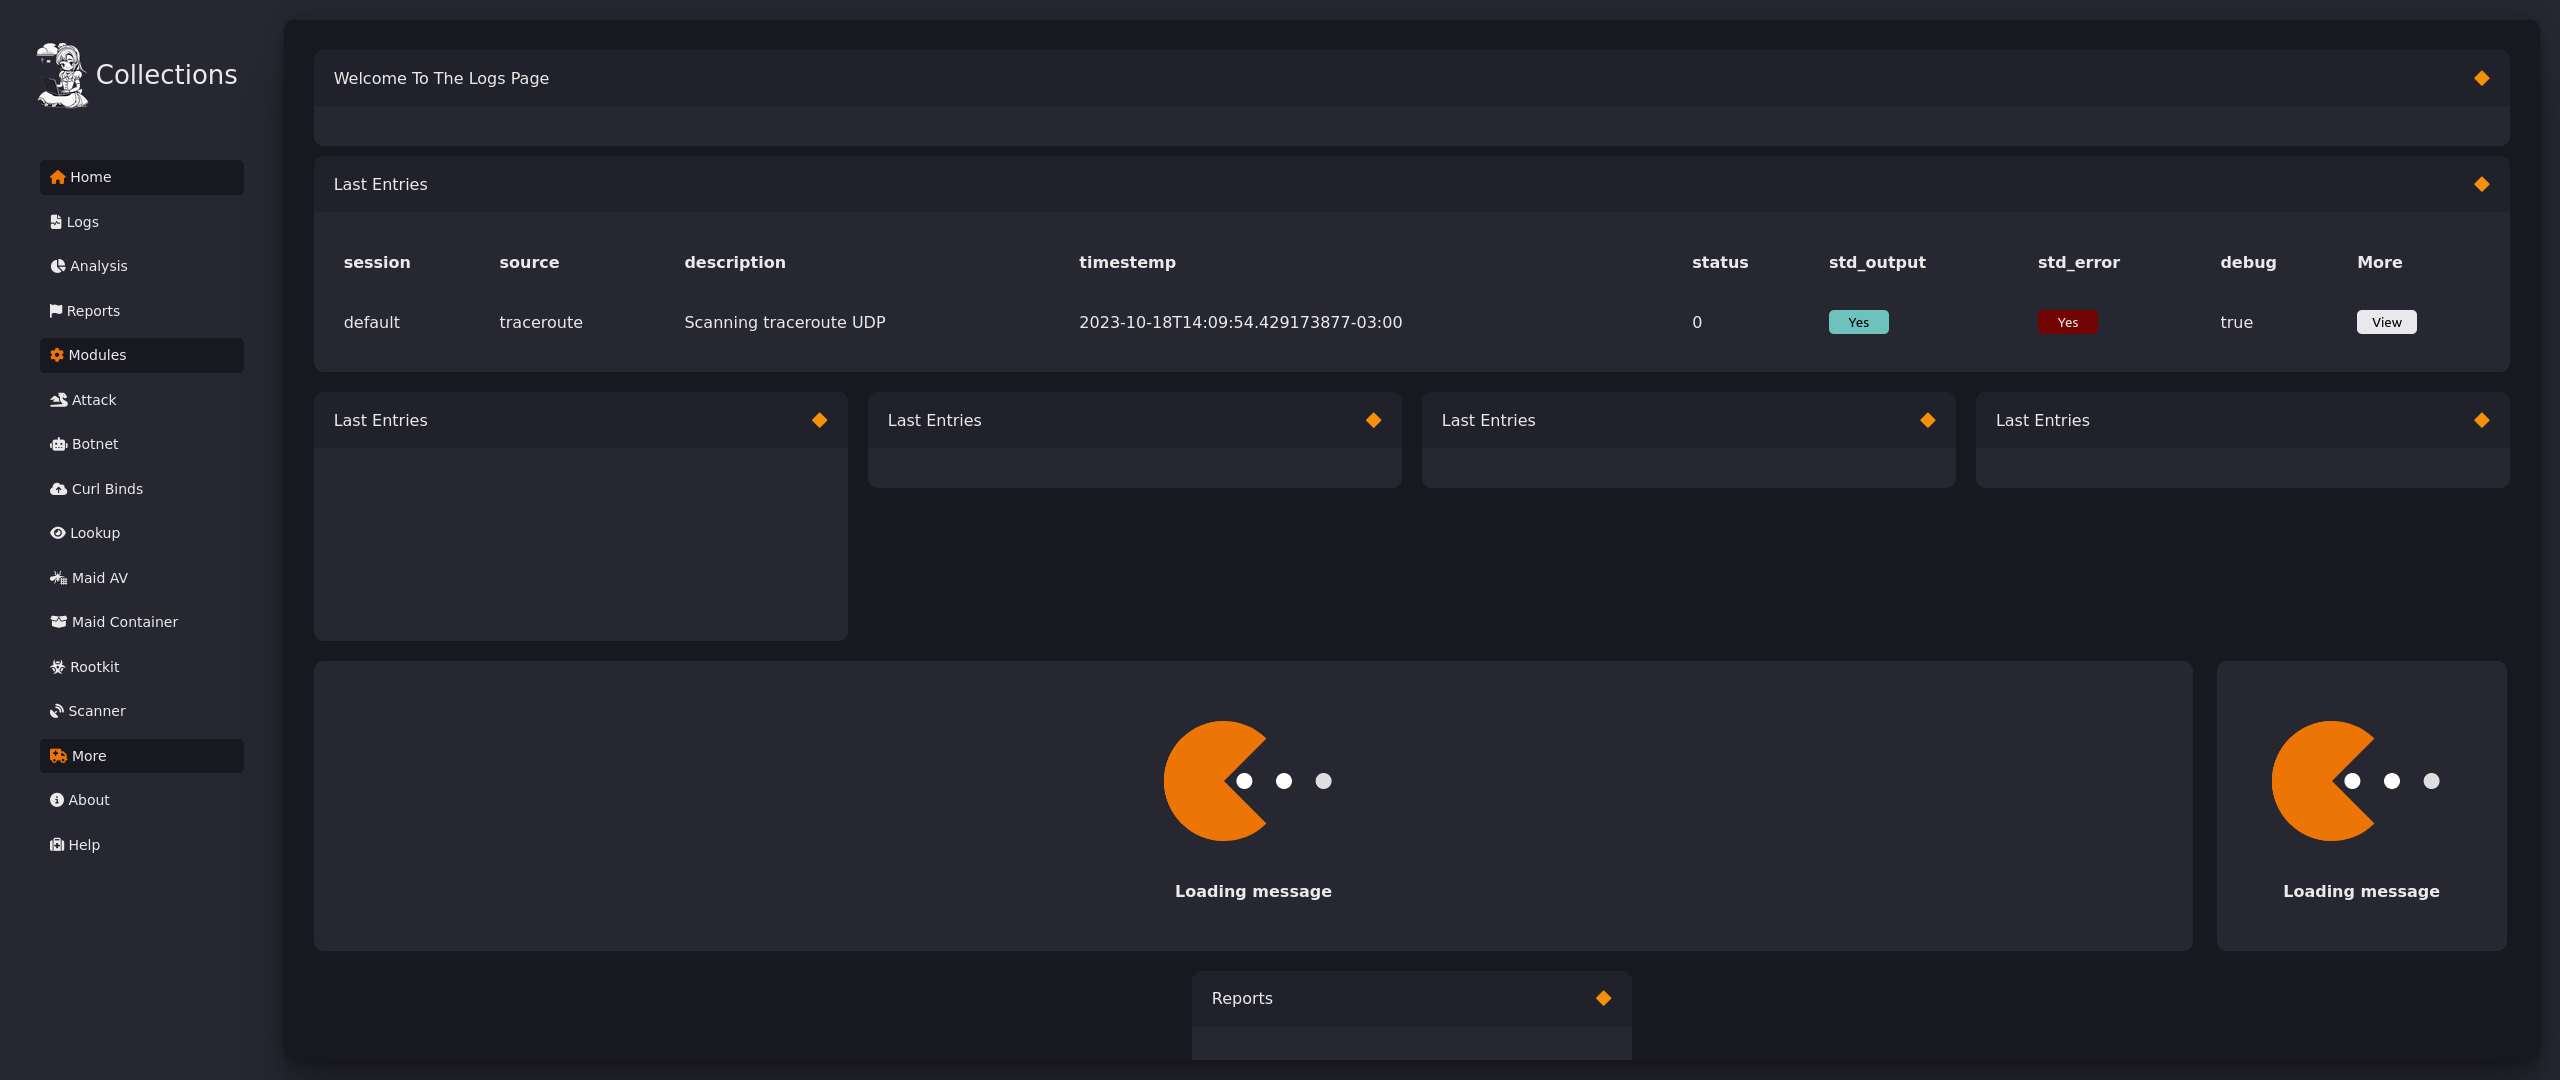 Collections
Home
Logs
Analysis
Reports
Modules
Attack
Botnet
Curl Binds
Lookup
Maid AV
Maid Container
Rootkit
Scanner
More
About
Help
Welcome To The Logs Page
Last Entries
session source description timestemp status std_output std_error debug More
default traceroute Scanning traceroute UDP 2023-10-18T14:09:54.429173877-03:00 0 Yes Yes true View
Last Entries Last Entries Last Entries Last Entries
Loading message Loading message
Reports